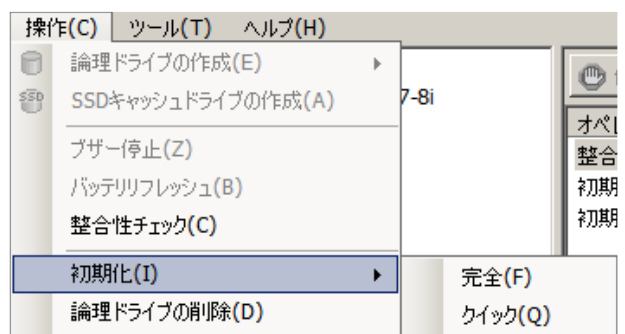 操作(C) ツール(T) ヘルプ(H)
論理ドライブの作成(E)
SSD SSDキャッシュドライブの作成(A)
7-8i
ブザー停止(Z)
バッテリリフレッシュ(B)
整合性チェック(C)
初期化(I)
論理ドライブの削除(D)
完全(F)
クイック(Q)
オペ
整合
初期
初期